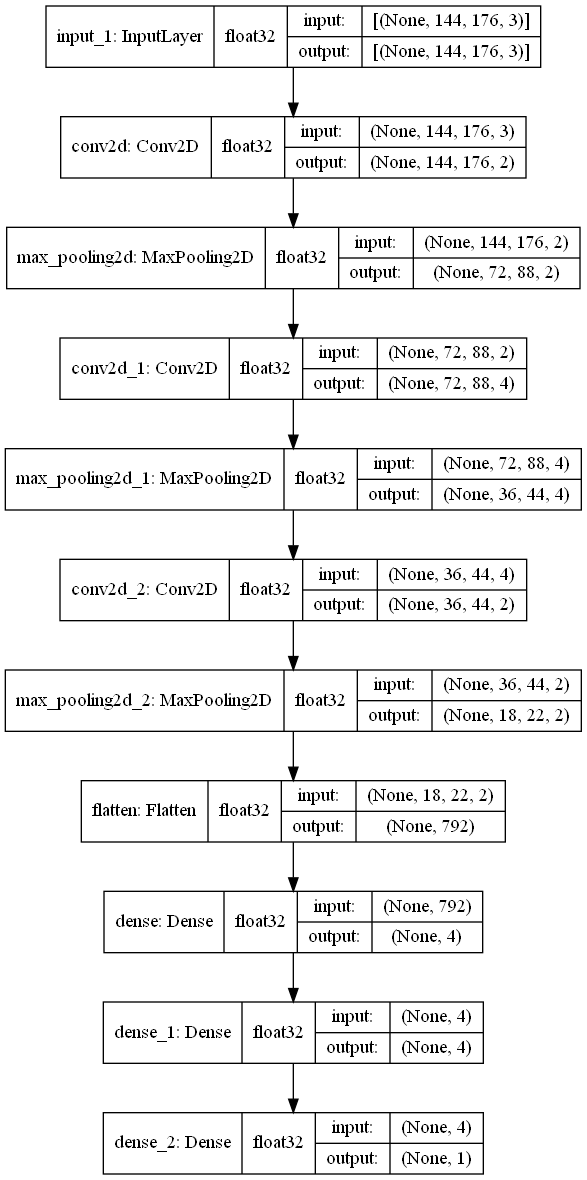 input_1: InputLayer float32 input: [(None, 144, 176, 3)]
output: [(None, 144, 176, 3)]
conv2d: Conv2D float32 input: (None, 144, 176, 3)
output: (None, 144, 176, 2)
max_pooling2d: MaxPooling2D float32 input: (None, 144, 176, 2)
output: (None, 72, 88, 2)
conv2d_1: Conv2D float32 input: (None, 72, 88, 2)
output: (None, 72, 88, 4)
max_pooling2d_1: MaxPooling2D float32 input: (None, 72, 88, 4)
output: (None, 36, 44, 4)
conv2d_2: Conv2D float32 input: (None, 36, 44, 4)
output: (None, 36, 44, 2)
max_pooling2d_2: MaxPooling2D float32 input: (None, 36, 44, 2)
output: (None, 18, 22, 2)
flatten: Flatten float32 input: (None, 18, 22, 2)
output: (None, 792)
dense: Dense float32 input: (None, 792)
output: (None, 4)
dense_1: Dense float32 input: (None, 4)
output: (None, 4)
dense_2: Dense float32 input: (None, 4)
output: (None, 1)